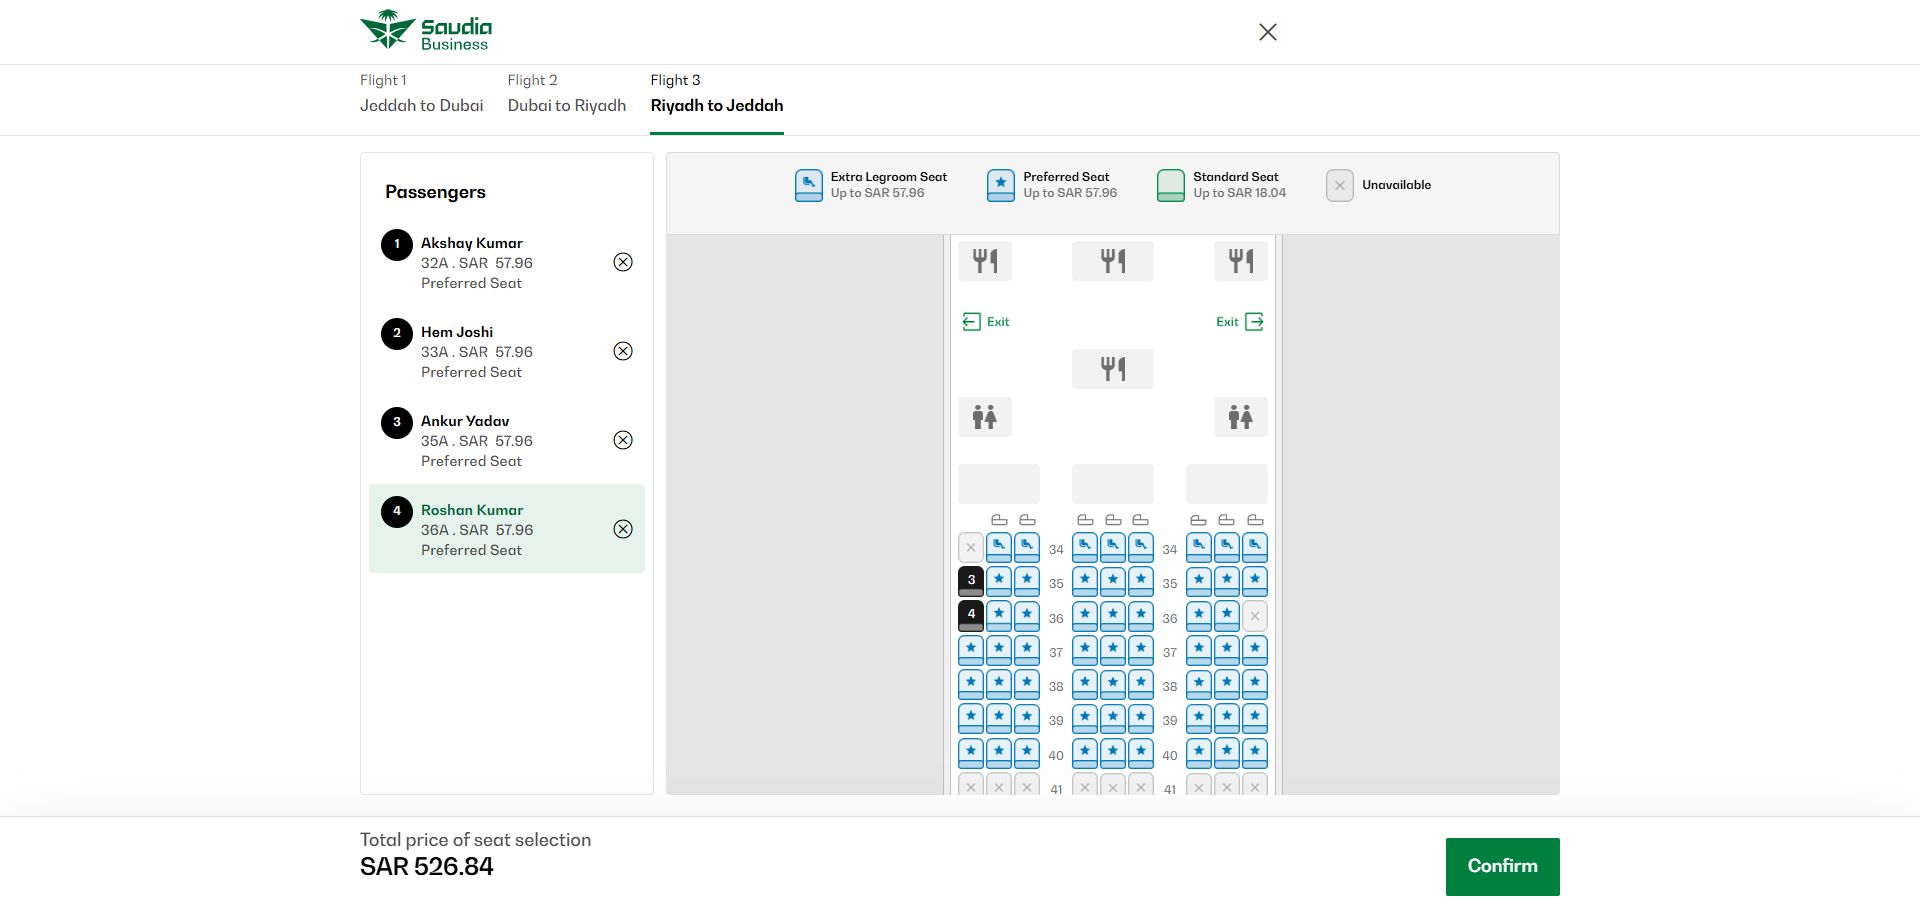 Saudia
Business
Flight 1
Jeddah to Dubai
Flight 2
Dubai to Riyadh
Flight 3
Riyadh to Jeddah
Passengers
1
Akshay Kumar
32A . SAR 57.96
Preferred Seat
2
Hem Joshi
33A . SAR 57.96
Preferred Seat
3
Ankur Yadav
35A . SAR 57.96
Preferred Seat
4
Roshan Kumar
36A . SAR 57.96
Preferred Seat
Extra Legroom Seat
Up to SAR 57.96
Preferred Seat
Up to SAR 57.96
Standard Seat
Up to SAR 18.04
Unavailable
Exit
Exit
34 34
3 35 35
4 36 36
37 37
38 38
39 39
40 40
41 41
Total price of seat selection
SAR 526.84
Confirm